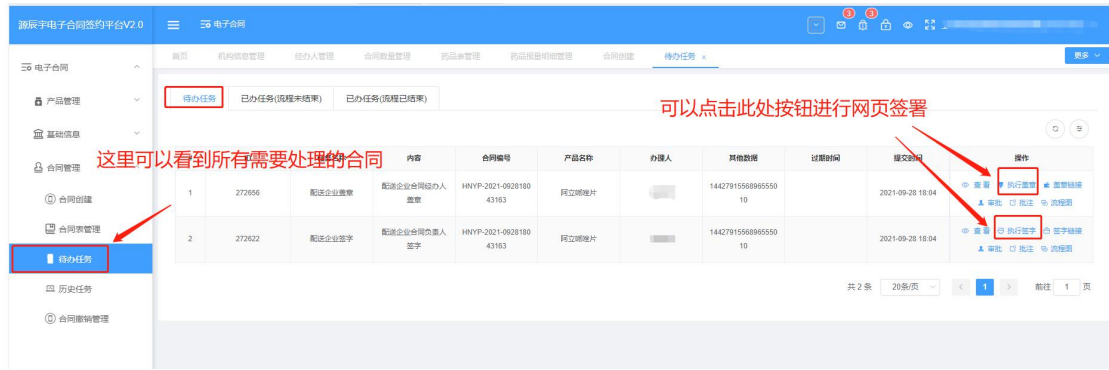 源辰宇电子合同签约平台V2.0
电子合同
3 3
电子合同
首页 机构信息管理 经办人管理 合同数量管理 药品表管理 药品报量明细管理 合同创建 待办任务 × 更多
产品管理
基础信息
合同管理
合同创建
合同表管理
待办任务
历史任务
合同撤销管理
待办任务 已办任务(流程未结束) 已办任务(流程已结束)
可以点击此处按钮进行网页签署
这里可以看到所有需要处理的合同
内容 合同编号 产品名称 办理人 其他数据 过期时间 提交时间 操作
1 272656 配送企业盖章 配送企业合同经办人盖章 HNYP-2021-092818043163 阿立哌唑片 1442791556896555010 2021-09-28 18:04 查看 执行盖章 盖章链接
审批 批注 流程图
2 272622 配送企业签字 配送企业合同负责人签字 HNYP-2021-092818043163 阿立哌唑片 1442791556896555010 2021-09-28 18:04 查看 执行签字 签字链接
审批 批注 流程图
共 2 条 20条/页 < 1 > 前往 1 页